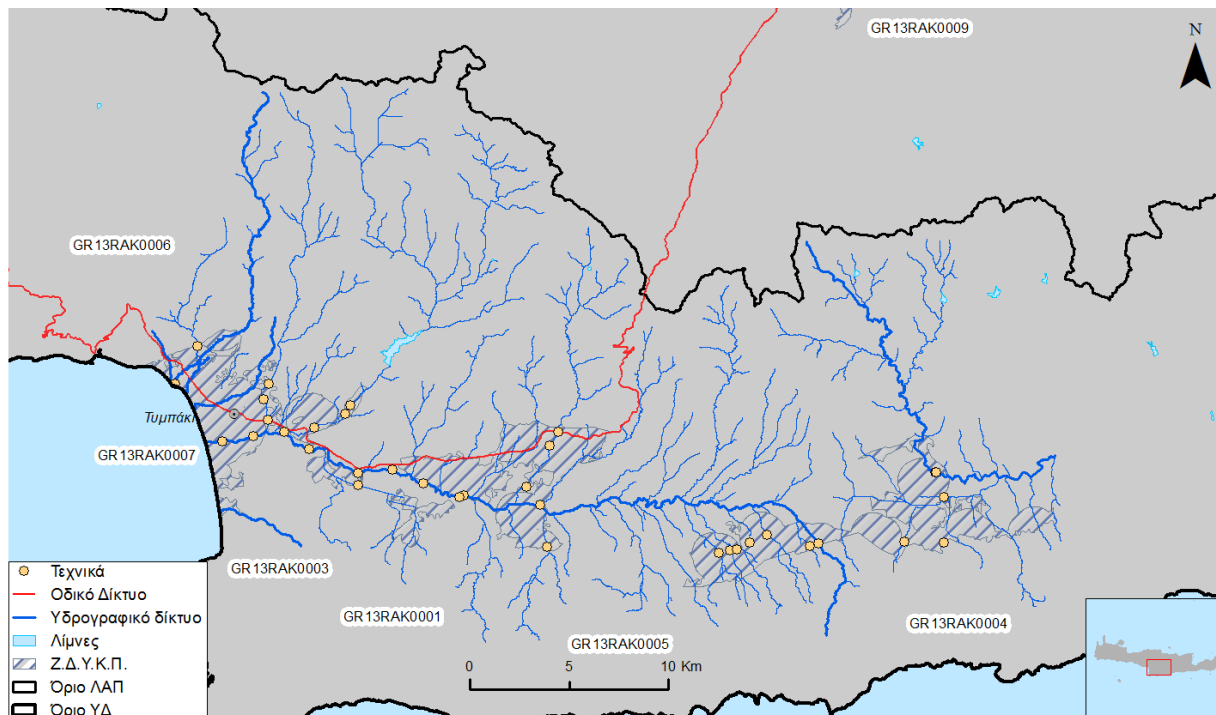 GR13RAK0009
N
GR13RAK0006
Τυμπάκι
GR13RAK0007
GR13RAK0003
GR13RAK0001
GR13RAK0005
GR13RAK0004
0 5 10 Km
Τεχνικά
Οδικό Δίκτυο
Υδρογραφικό δίκτυο
Λίμνες
Ζ.Δ.Υ.Κ.Π.
Όριο ΛΑΠ
Όριο ΥΔ